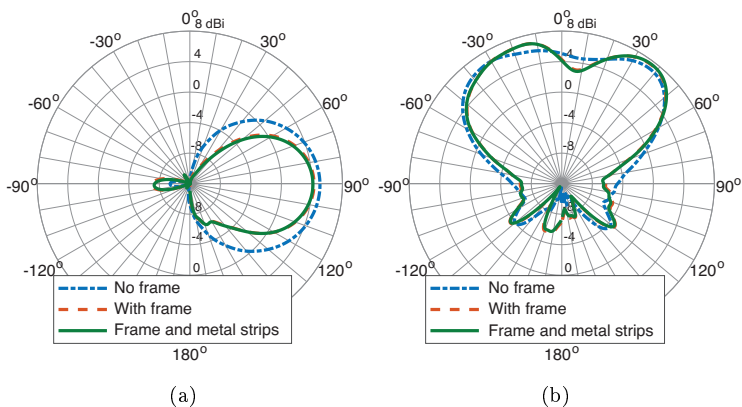 0° 8 dBi
-30° 30°
4
-60° 60°
0
-4
-8
-90° 90°
-8
-4
-120° 120°
0
No frame
With frame
Frame and metal strips
180°
(a)
0° 8 dBi
-30° 30°
4
-60° 60°
0
-4
-8
-90° 90°
-8
-4
-120° 120°
0
No frame
With frame
Frame and metal strips
180°
(b)